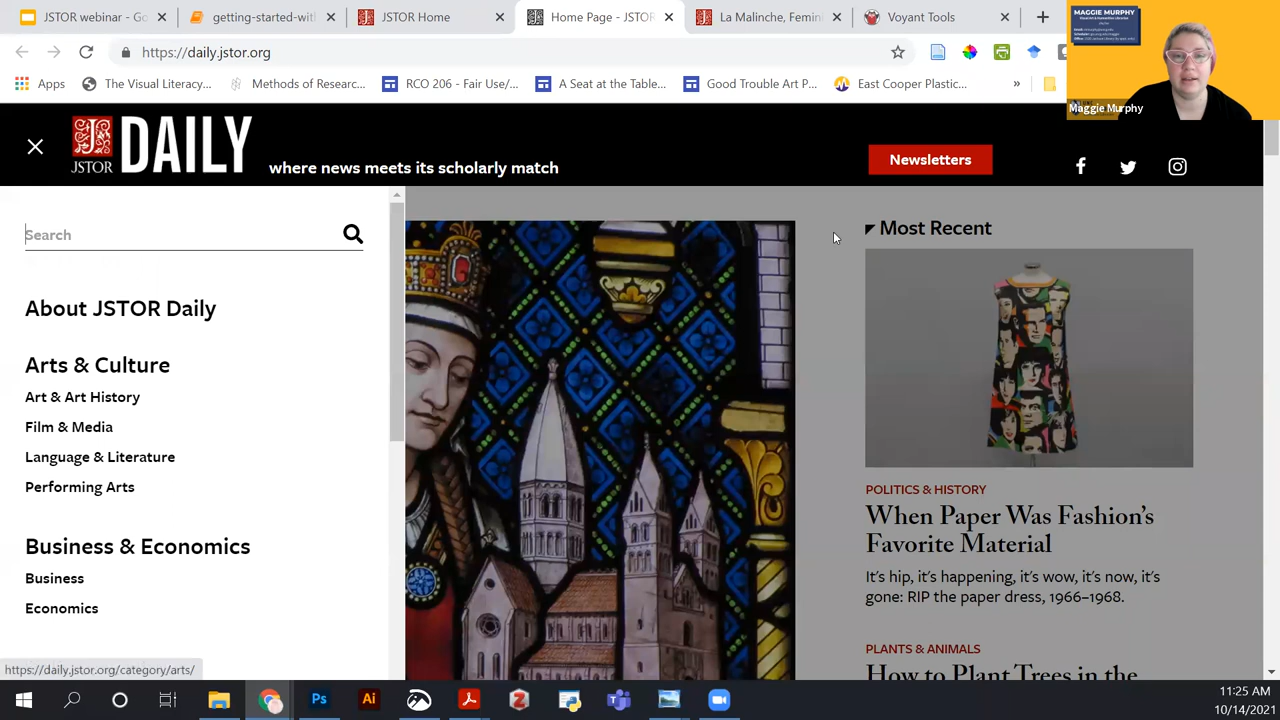 JSTOR webinar - Go
getting-started-with
JSTOR Home
Home Page - JSTO
La Malinche, Femini
Voyant Tools
https://daily.jstor.org
Apps
The Visual Literacy...
Methods of Researc...
RCO 206 - Fall 202...
A Seat at the Table...
Good Trouble Art P...
East Cooper Plastic...
»
MAGGIE MURPHY
Maggie Murphy
JSTOR
DAILY
where news meets its scholarly match
Newsletters
Search
About JSTOR Daily
Arts & Culture
Art & Art History
Film & Media
Language & Literature
Performing Arts
Business & Economics
Business
Economics
Most Recent
POLITICS & HISTORY
When Paper Was Fashion's
Favorite Material
It's hip, it's happening, it's wow, it's now, it's
gone: RIP the paper dress, 1966–1968.
PLANTS & ANIMALS
How to Plant Trees in the
https://daily.jstor.org/category/arts/
Ps
Ai
11:25 AM
10/14/2021